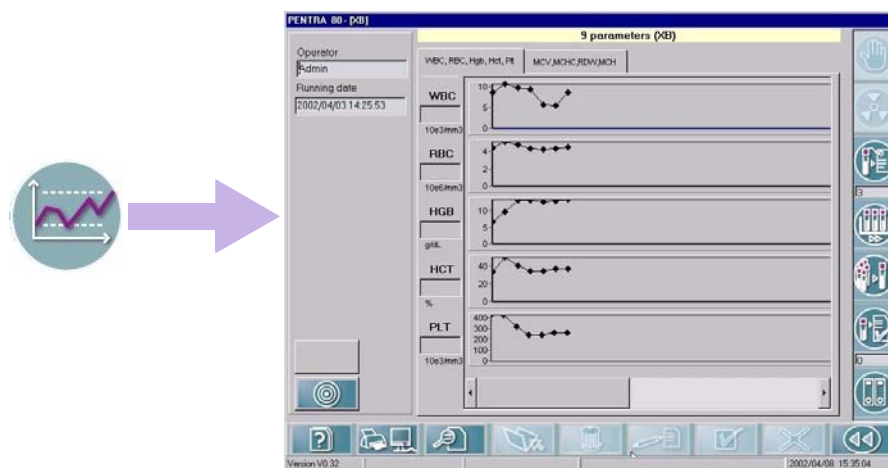 PENTRA 80 - [XB]
9 parameters (XB)
Operator
Admin
Running date
2002/04/03 14:25:53
WBC, RBC, Hgb, Hct, Plt
MCV,MCHC,RDW,MCH
WBC
10e3/mm3
10
5
0
RBC
10e6/mm3
4
2
0
HGB
g/dL
10
5
0
HCT
%
40
20
0
PLT
10e3/mm3
400
300
200
100
0
3
0
Version V0.32
2002/04/08 15:35:04